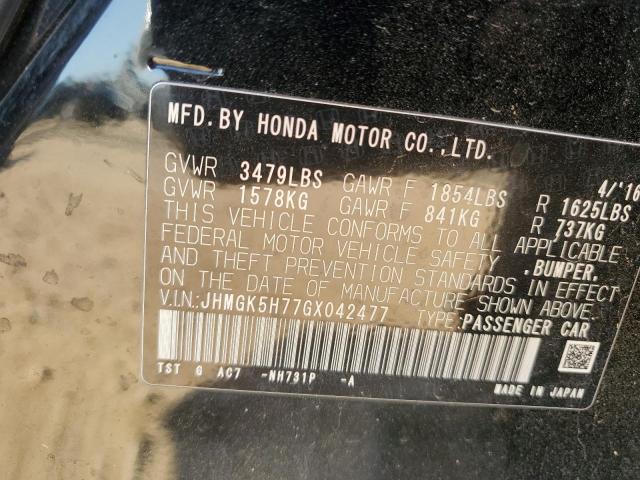 MFD.BY HONDA MOTOR CO.,LTD. 4/'16
GVWR 3479LBS GAWR F 1854LBS R 1625LBS
GVWR 1578KG GAWR F 841KG R 737KG
THIS VEHICLE CONFORMS TO ALL APPLICABLE
FEDERAL MOTOR VEHICLE SAFETY .BUMPER.
AND THEFT PREVENTION STANDARDS IN EFFECT
ON THE DATE OF MANUFACTURE SHOWN ABOVE.
V.I.N.:JHMGK5H77GX042477 TYPE:PASSENGER CAR
TST G AC7 -NH731P -A
MADE IN JAPAN